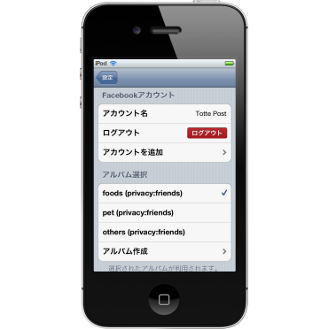 iPod
設定
Facebookアカウント
アカウント名 Totte Post
ログアウト ログアウト
アカウントを追加
アルバム選択
foods (privacy:friends)
pet (privacy:friends)
others (privacy:friends)
アルバム作成
選択されたアルバムが利用されます。